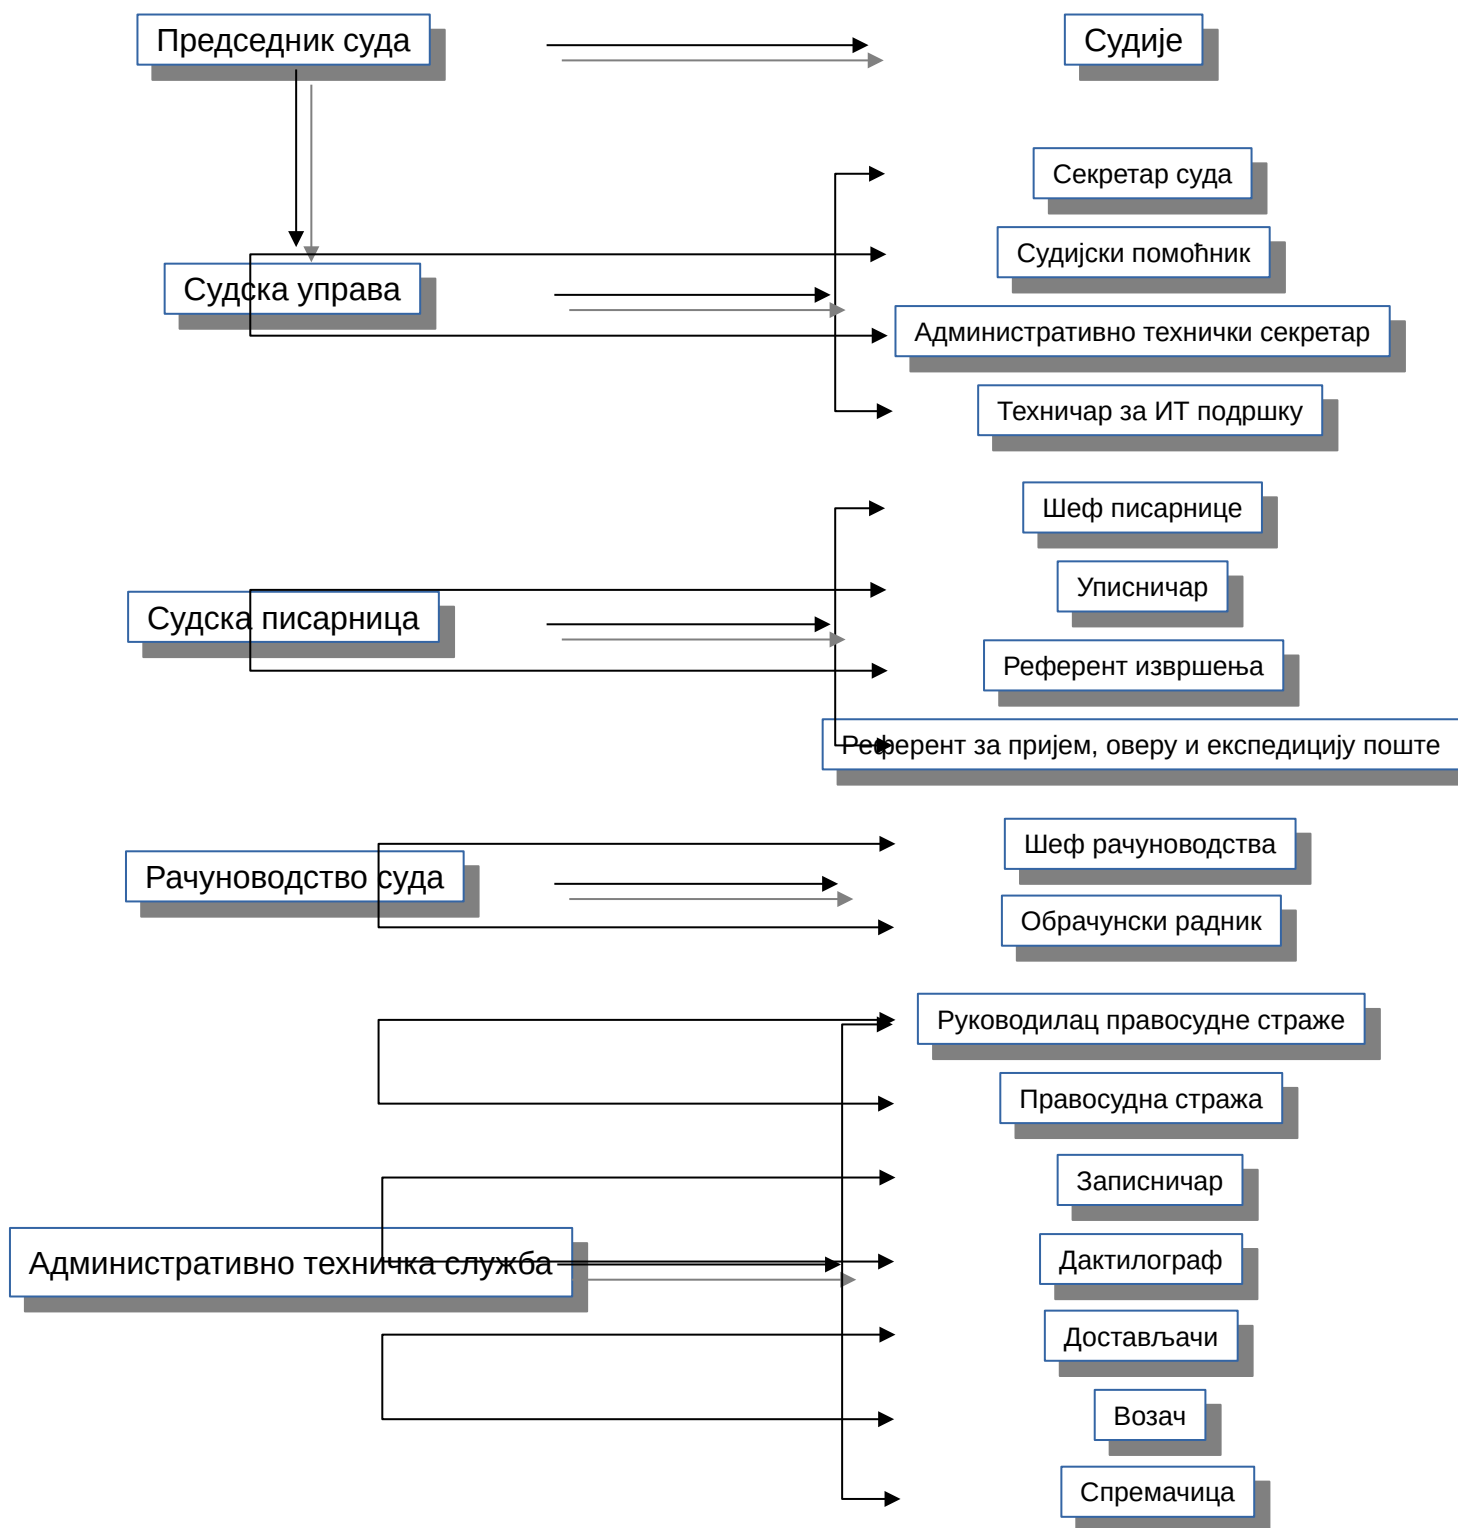 Председник суда
Судије
Секретар суда
Судијски помоћник
Судска управа
Административно технички секретар
Техничар за ИТ подршку
Шеф писарнице
Уписничар
Судска писарница
Референт извршења
Референт за пријем, оверу и експедицију поште
Шеф рачуноводства
Рачуноводство суда
Обрачунски радник
Руководилац правосудне страже
Правосудна стража
Записничар
Административно техничка служба
Дактилограф
Достављачи
Возач
Спремачица